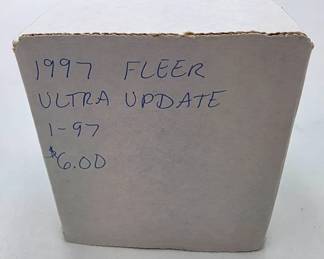 1997 FLEER
ULTRA UPDATE
1-97
$6.00